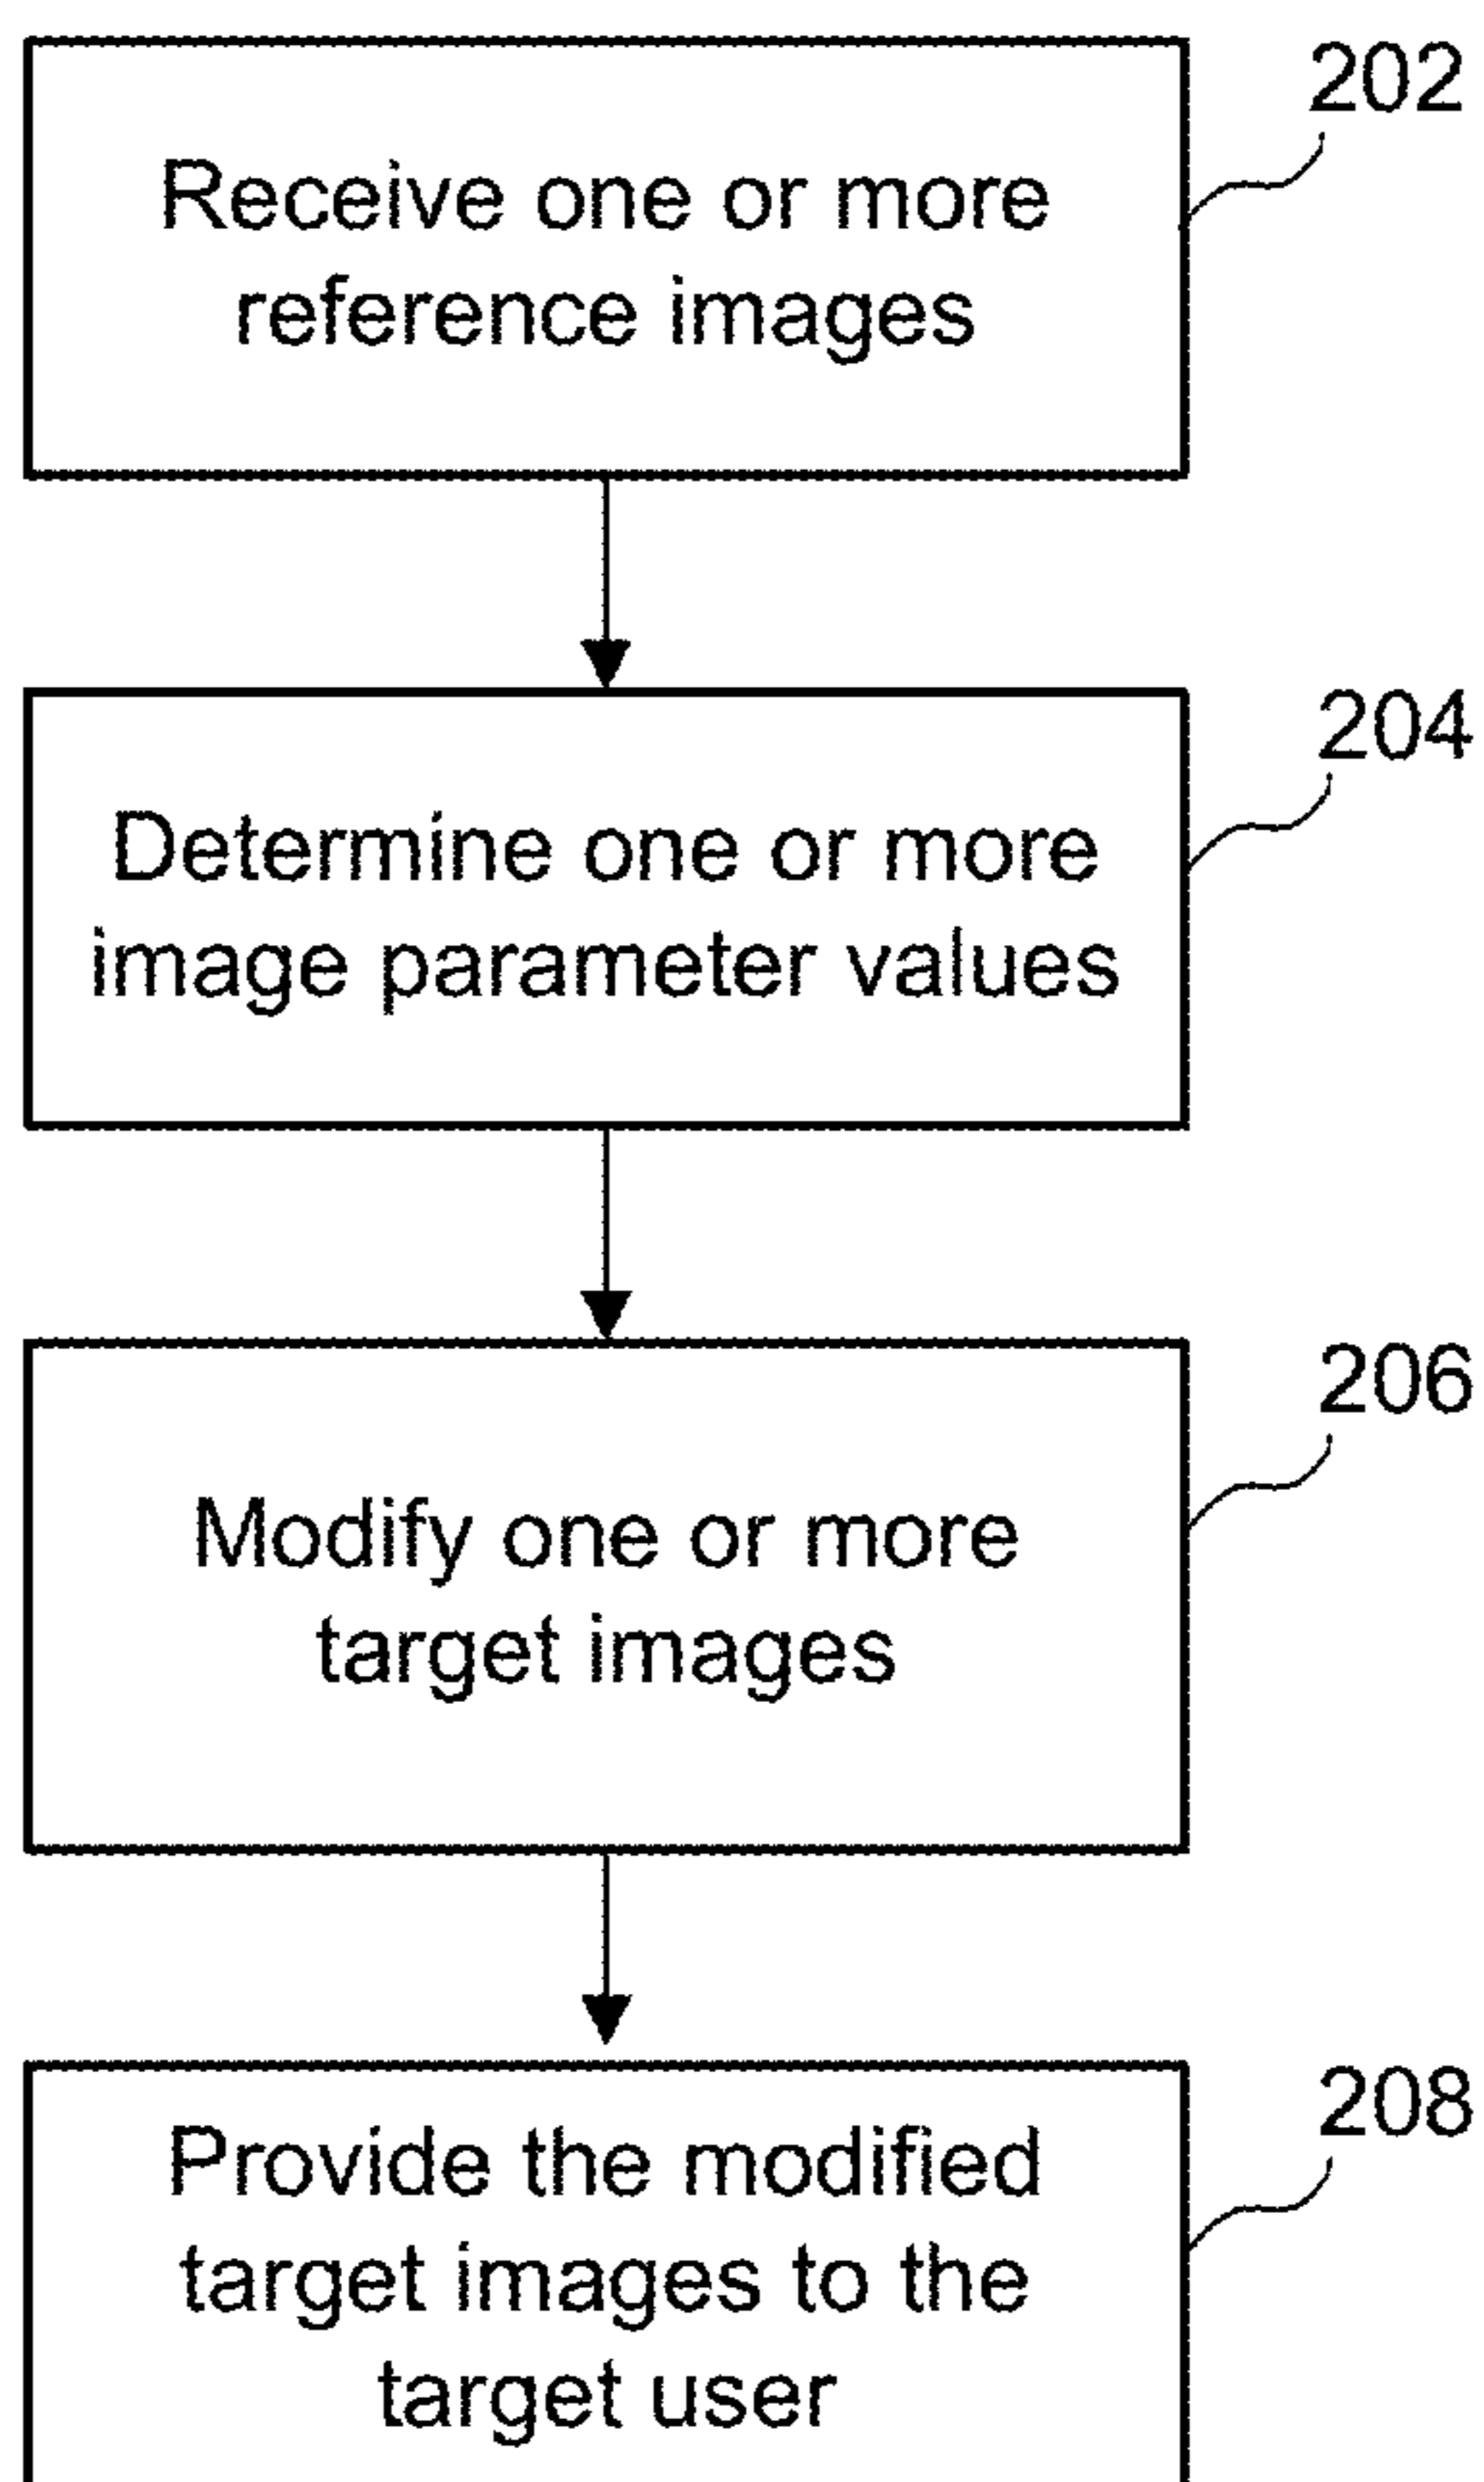 202
Receive one or more
reference images
204
Determine one or more
image parameter values
206
Modify one or more
target images
208
Provide the modified
target images to the
target user